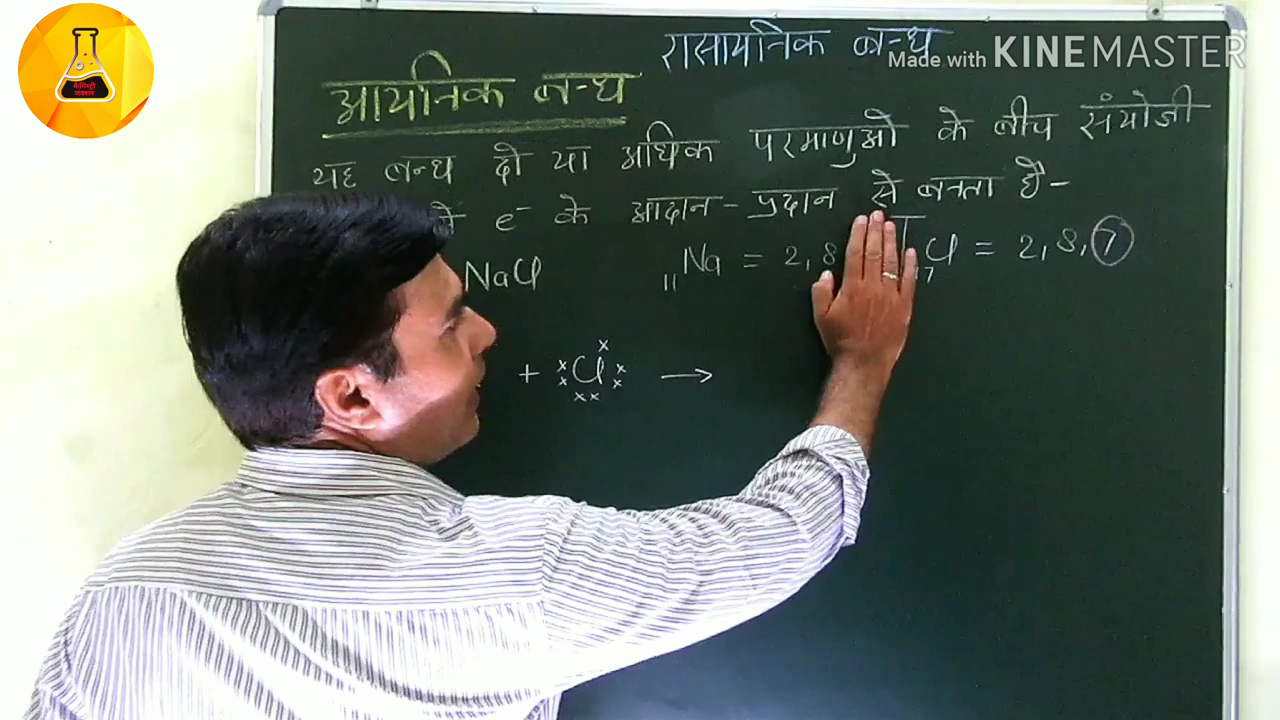 रासायनिक बन्ध
Made with KINEMASTER
आयनिक बन्ध
यह बन्ध दो या अधिक परमाणुओ के बीच संयोजी
e⁻ के आदान-प्रदान से बनता है-
NaCl ₁₁Na = 2, 8 Cl = 2, 8, 7
+ Cl →